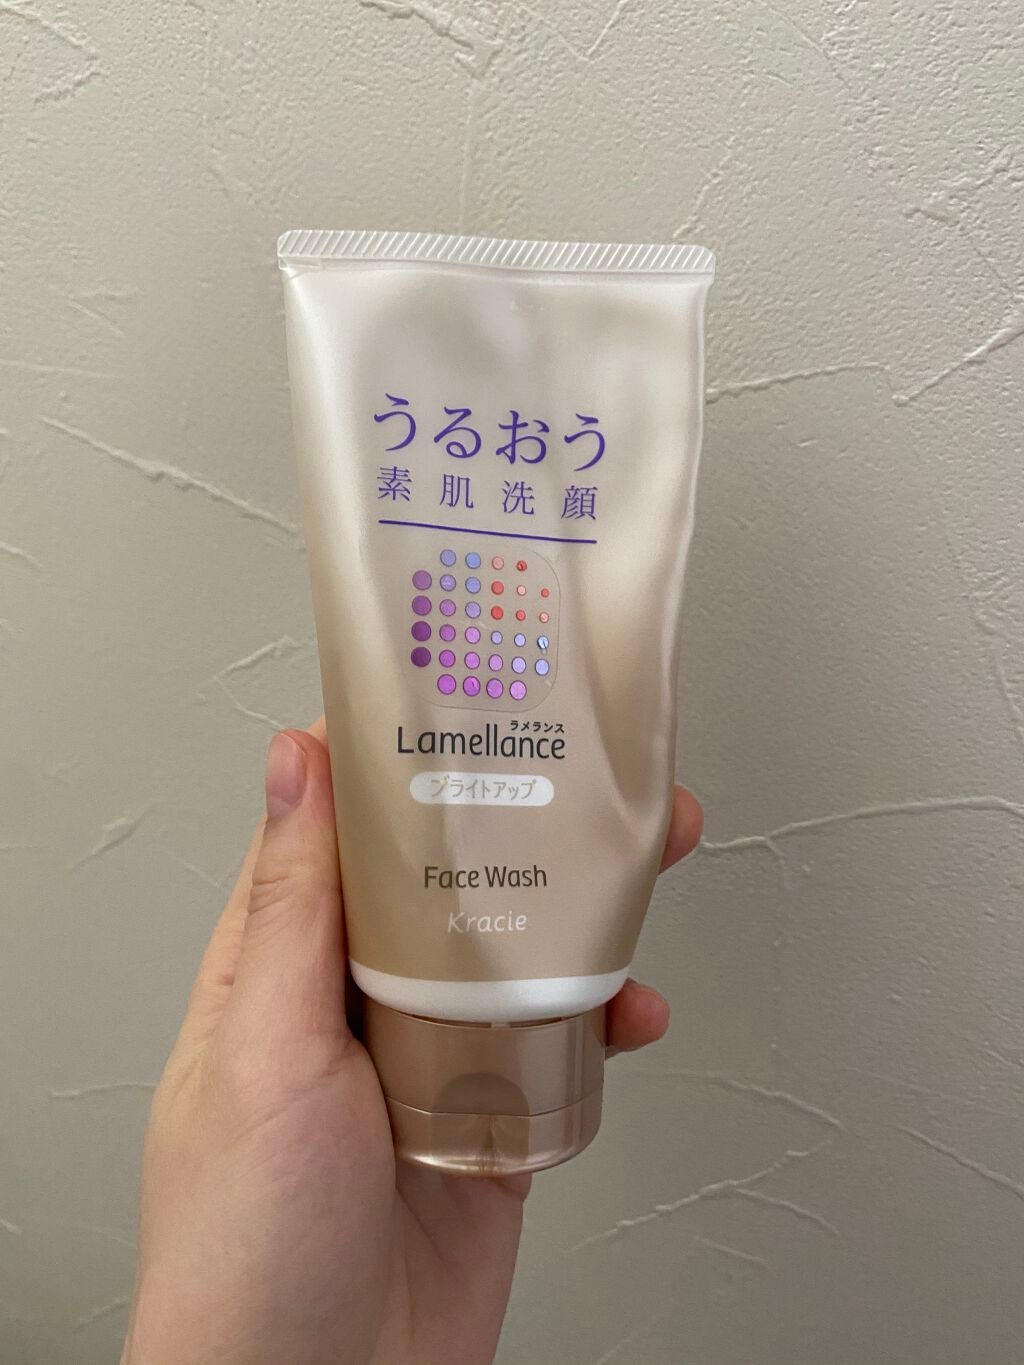 うるおう
素肌洗顔
ラメランス
Lamellance
ブライトアップ
Face Wash
Kracie